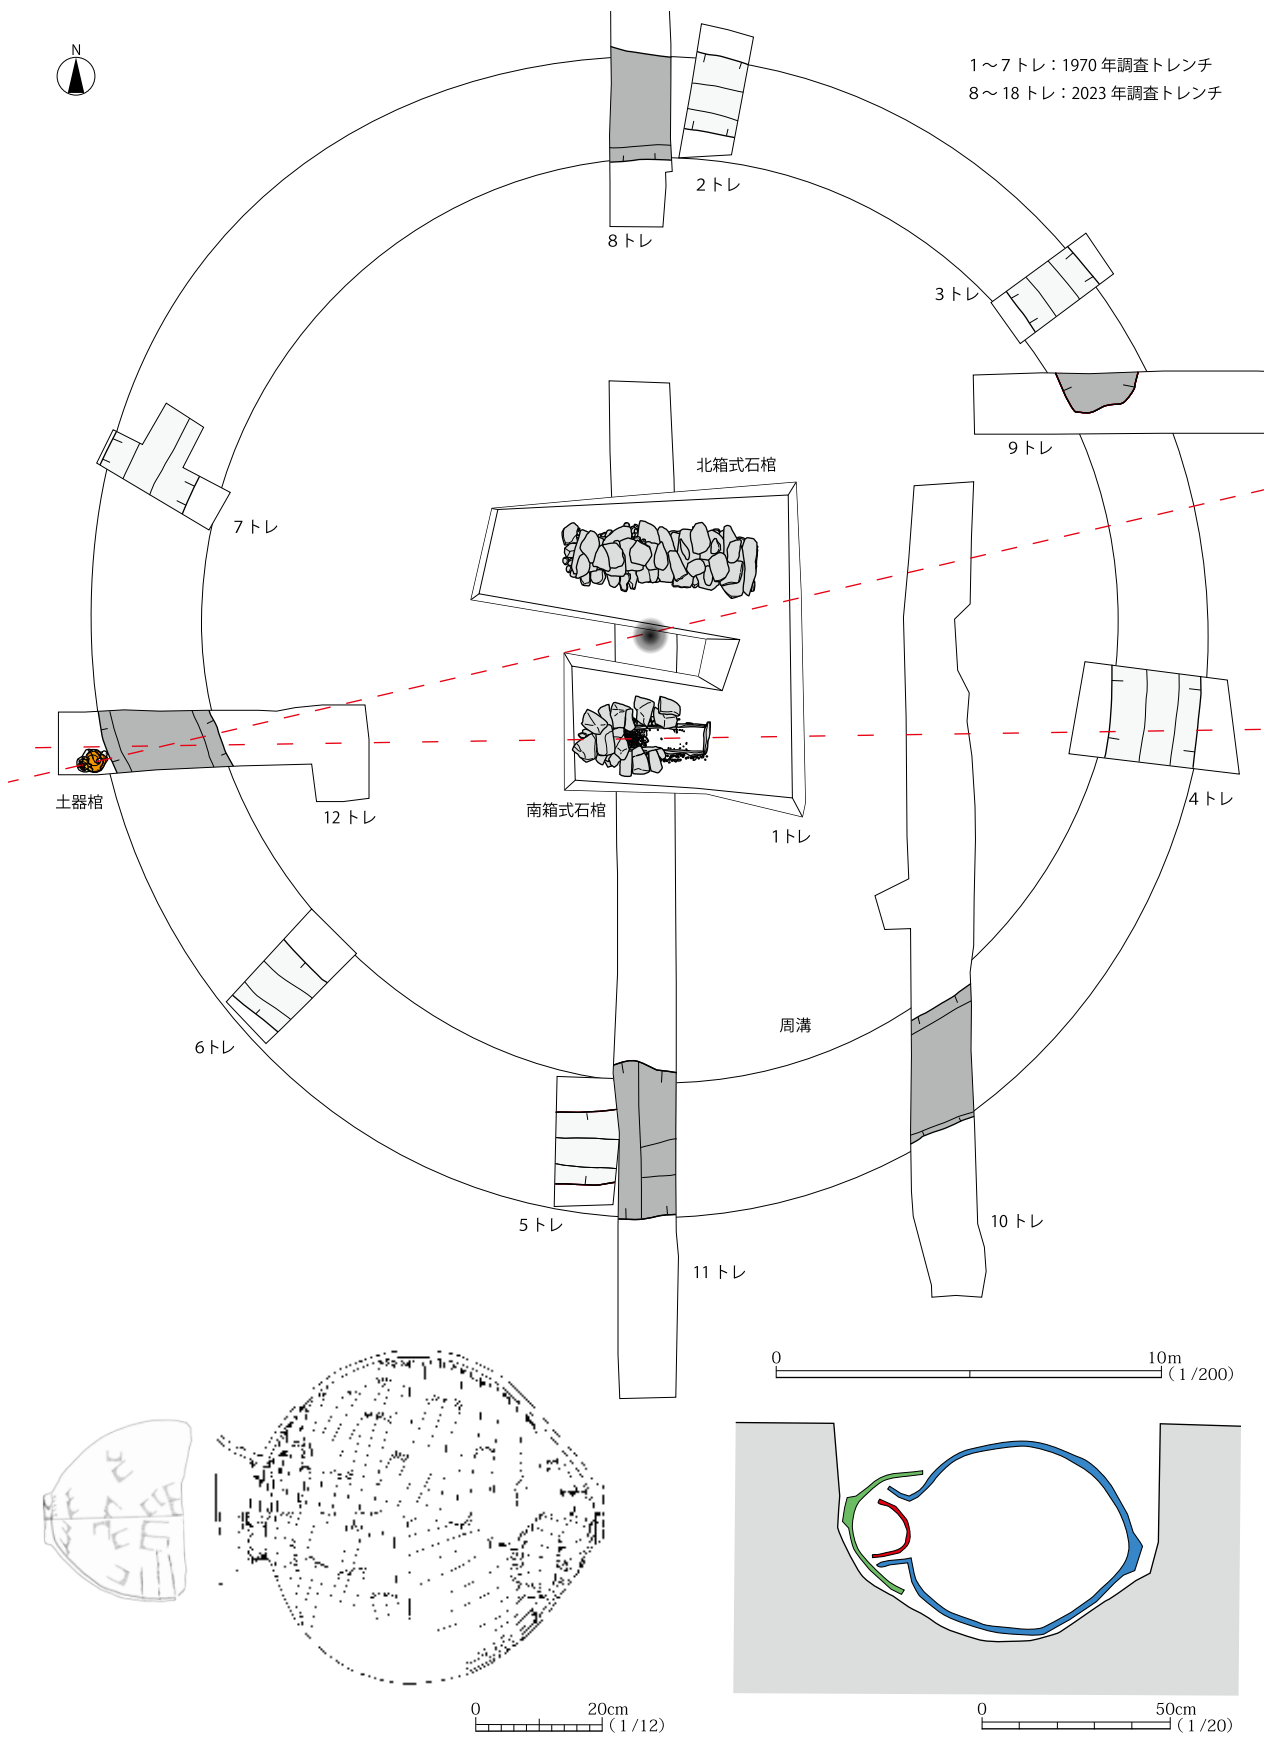 N
1～7トレ：1970年調査トレンチ
8～18トレ：2023年調査トレンチ
2トレ
8トレ
3トレ
9トレ
北箱式石棺
7トレ
土器棺
12トレ
南箱式石棺
1トレ
4トレ
周溝
6トレ
5トレ
10トレ
11トレ
0 10m
(1/200)
0 20cm
(1/12)
0 50cm
(1/20)